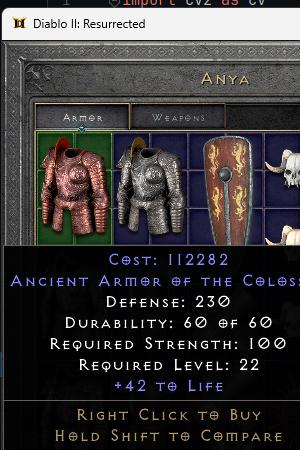 import cv2 as cv
Diablo II: Resurrected
Anya
Armor
Weapons
Cost: 112282
Ancient Armor of the Colos
Defense: 230
Durability: 60 of 60
Required Strength: 100
Required Level: 22
+42 to Life
Right Click to Buy
Hold Shift to Compare